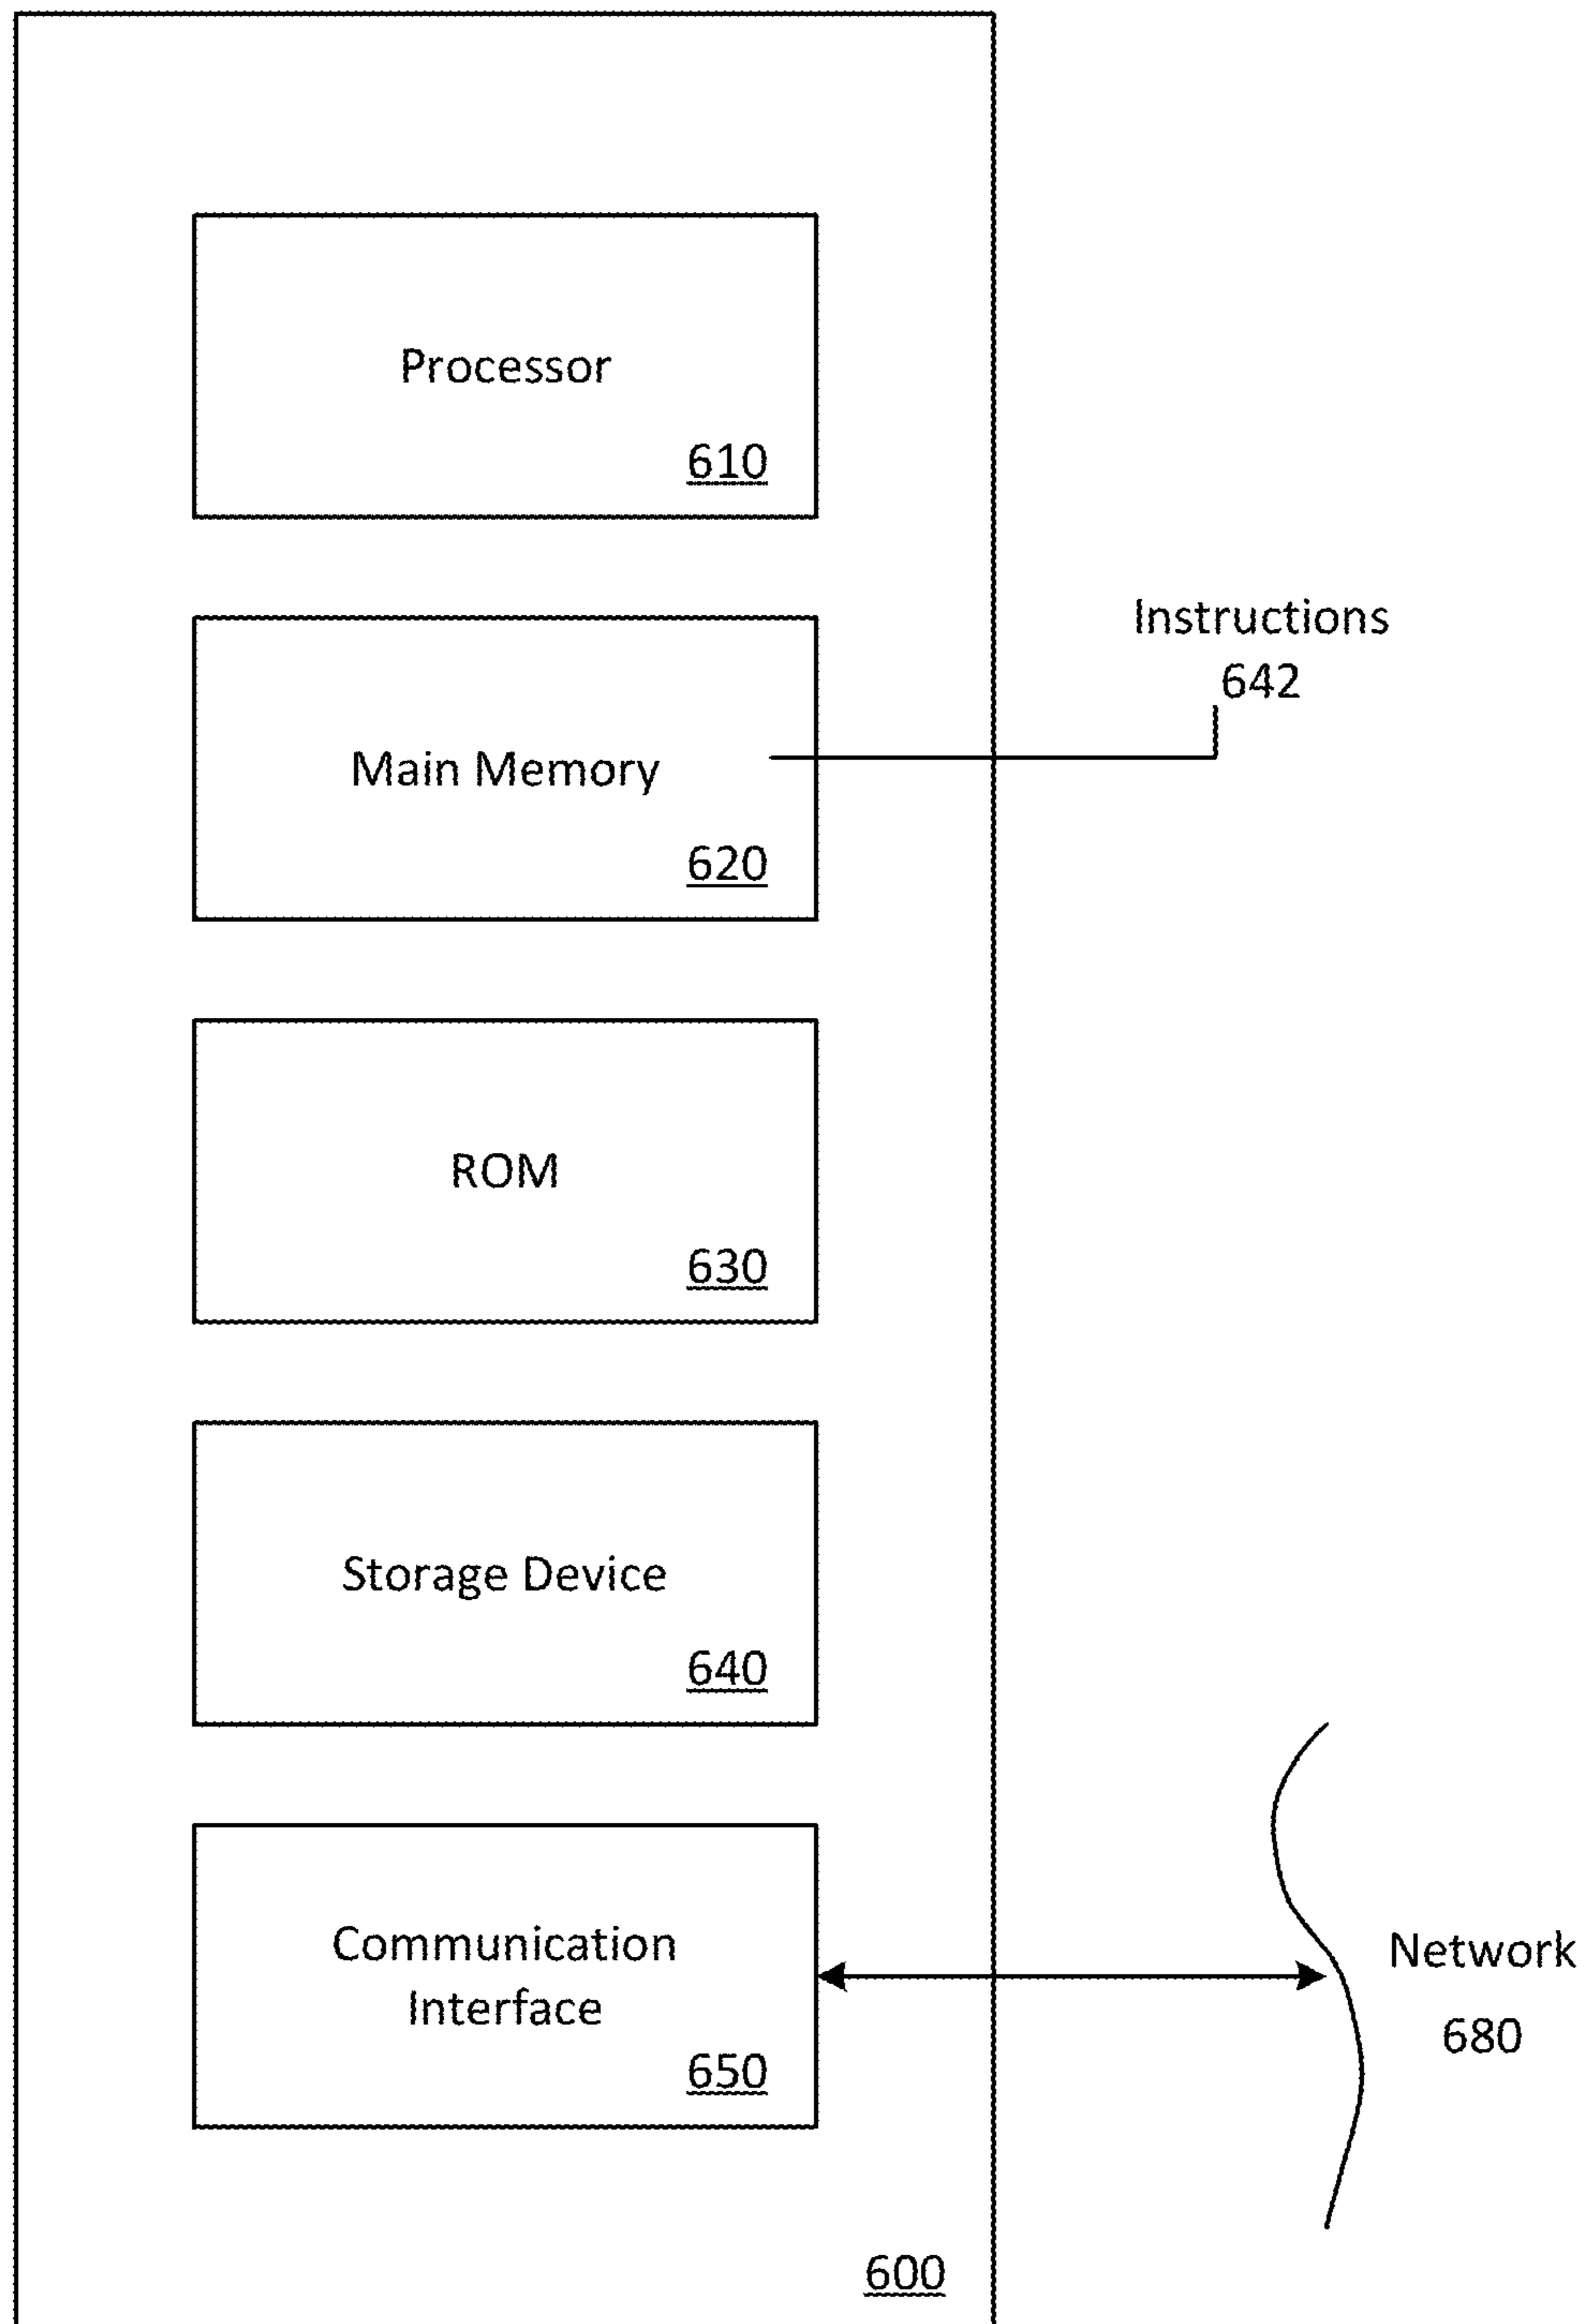 Processor
610
Instructions
642
Main Memory
620
ROM
630
Storage Device
640
Communication
Interface
650
Network
680
600